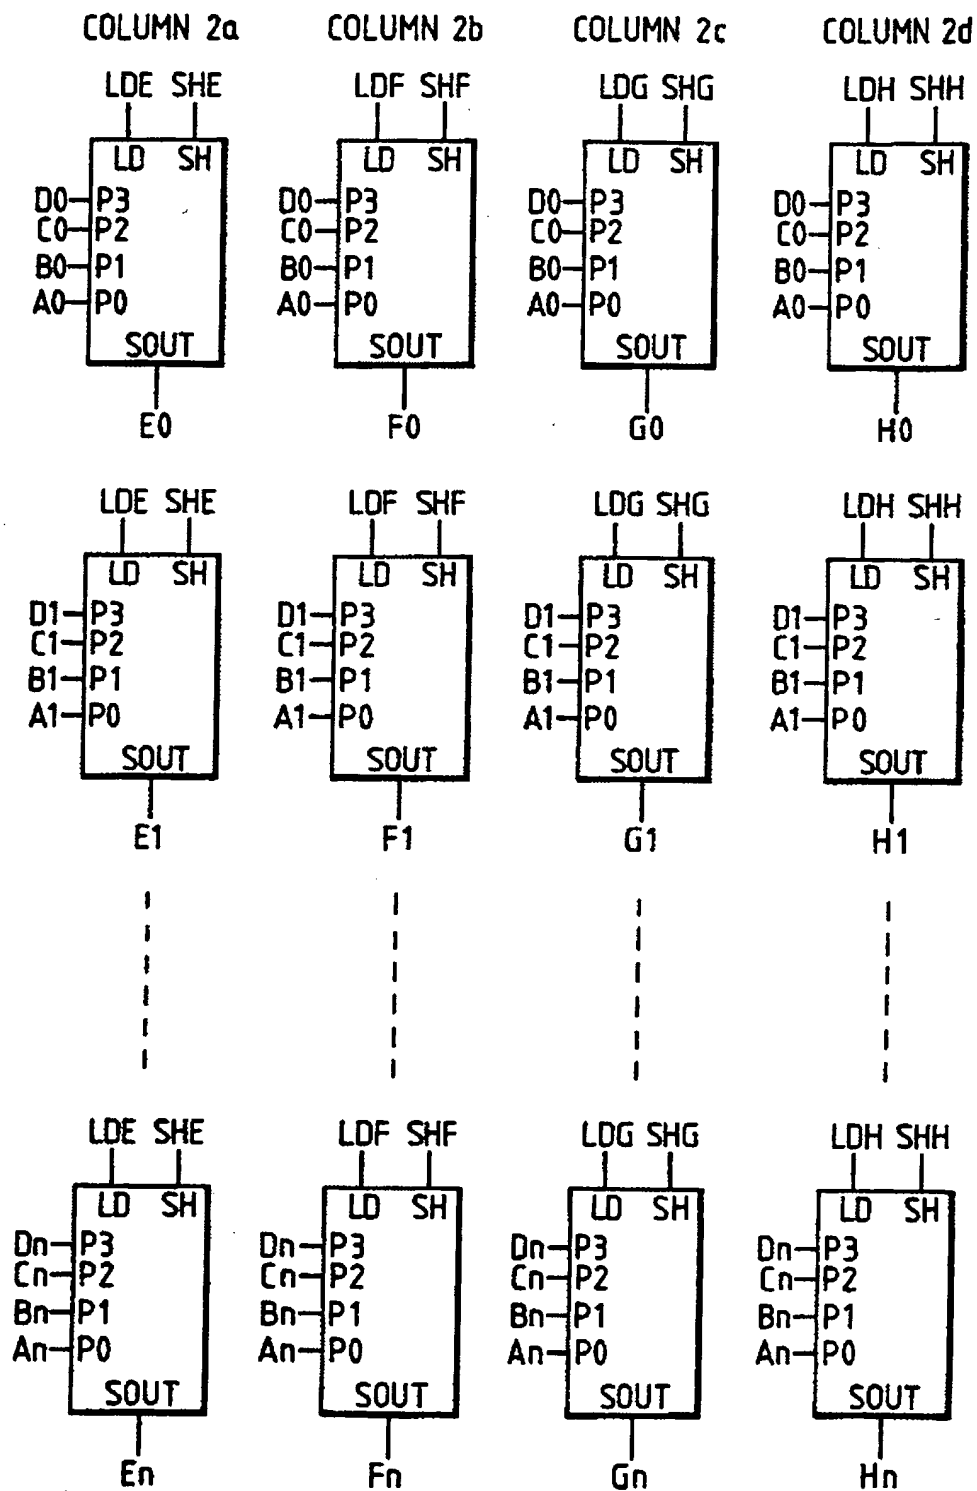 COLUMN 2a COLUMN 2b COLUMN 2c COLUMN 2d
LDE SHE LDF SHF LDG SHG LDH SHH
LD SH LD SH LD SH LD SH
D0 P3 D0 P3 D0 P3 D0 P3
C0 P2 C0 P2 C0 P2 C0 P2
B0 P1 B0 P1 B0 P1 B0 P1
A0 P0 A0 P0 A0 P0 A0 P0
SOUT SOUT SOUT SOUT
E0 F0 G0 H0
LDE SHE LDF SHF LDG SHG LDH SHH
LD SH LD SH LD SH LD SH
D1 P3 D1 P3 D1 P3 D1 P3
C1 P2 C1 P2 C1 P2 C1 P2
B1 P1 B1 P1 B1 P1 B1 P1
A1 P0 A1 P0 A1 P0 A1 P0
SOUT SOUT SOUT SOUT
E1 F1 G1 H1
LDE SHE LDF SHF LDG SHG LDH SHH
LD SH LD SH LD SH LD SH
Dn P3 Dn P3 Dn P3 Dn P3
Cn P2 Cn P2 Cn P2 Cn P2
Bn P1 Bn P1 Bn P1 Bn P1
An P0 An P0 An P0 An P0
SOUT SOUT SOUT SOUT
En Fn Gn Hn